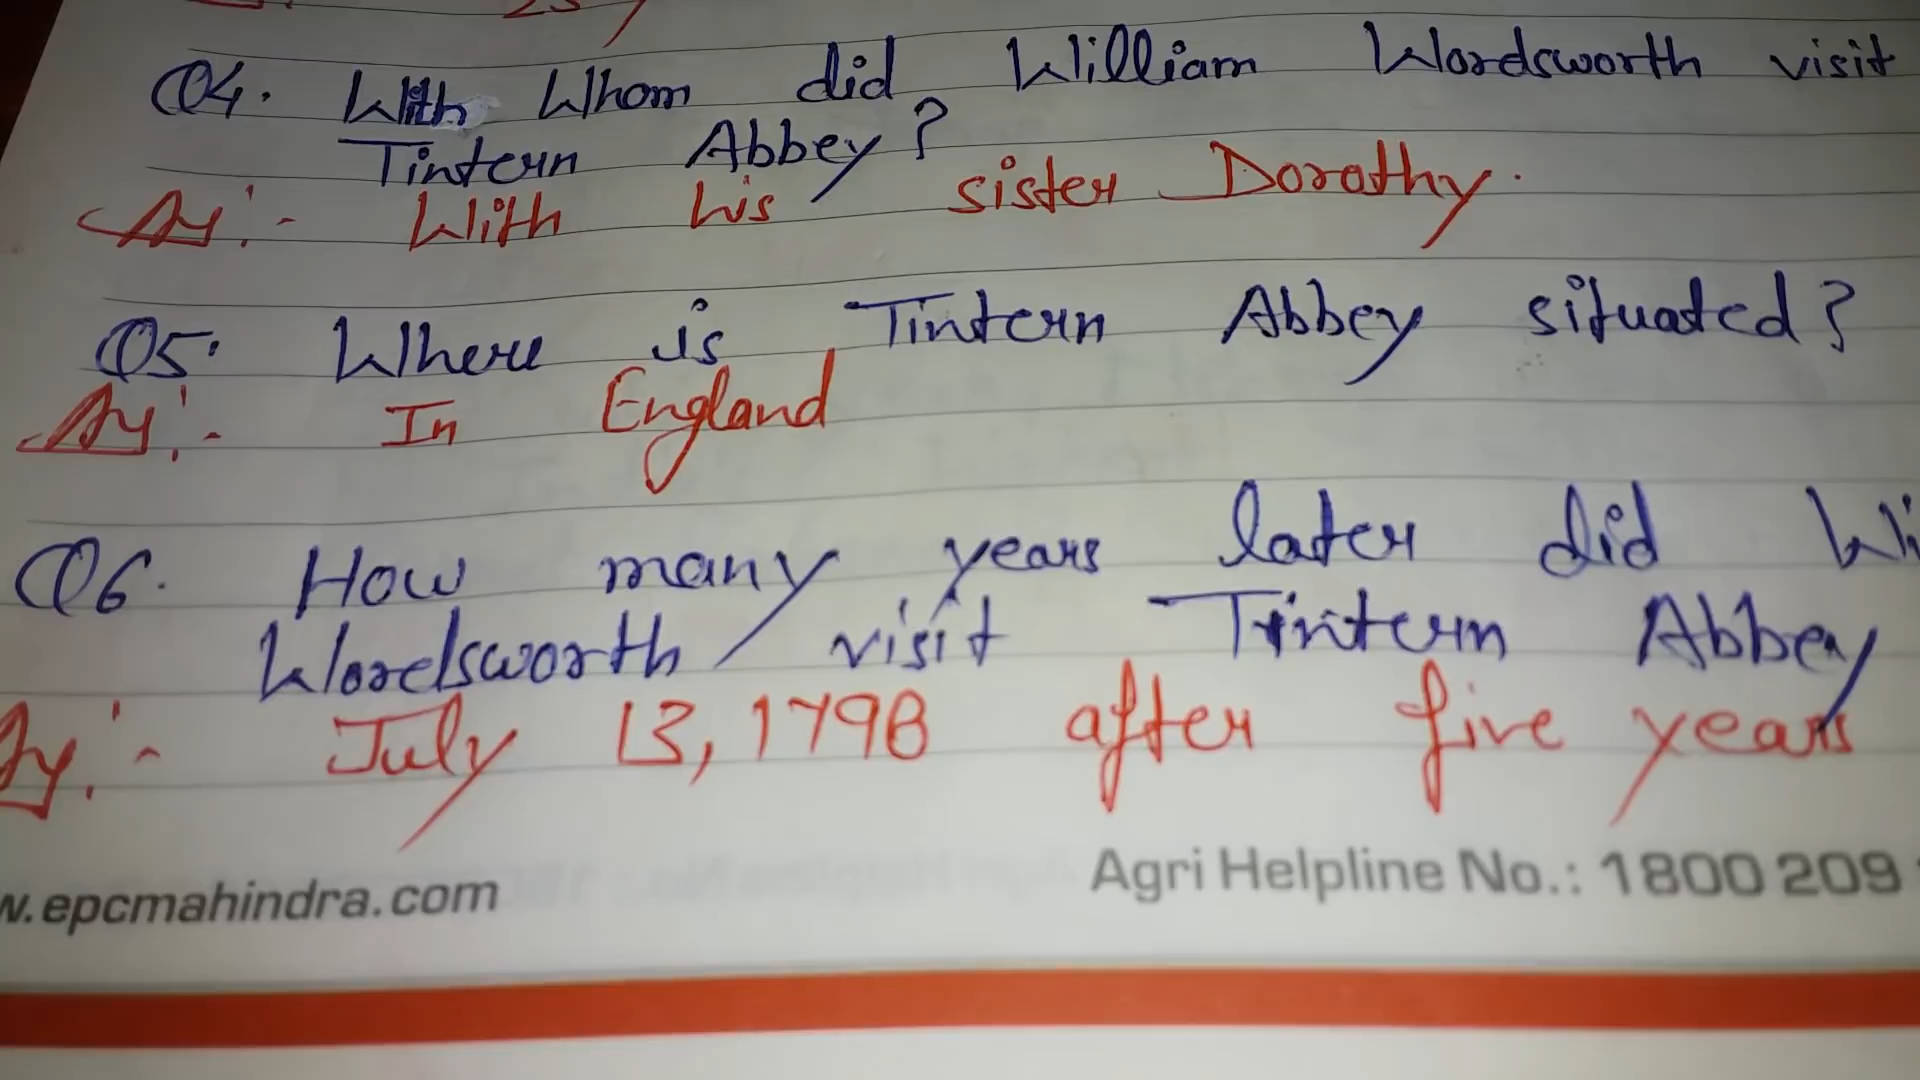 Q4. With Whom did William Wordsworth visit
Tintern Abbey?
Ans:- With his sister Dorothy.
Q5. Where is Tintern Abbey situated?
Ans:- In England
Q6. How many years later did Wi
Wordsworth visit Tintern Abbey
Ans:- July 13, 1798 after five years
w.epcmahindra.com
Agri Helpline No.: 1800 209